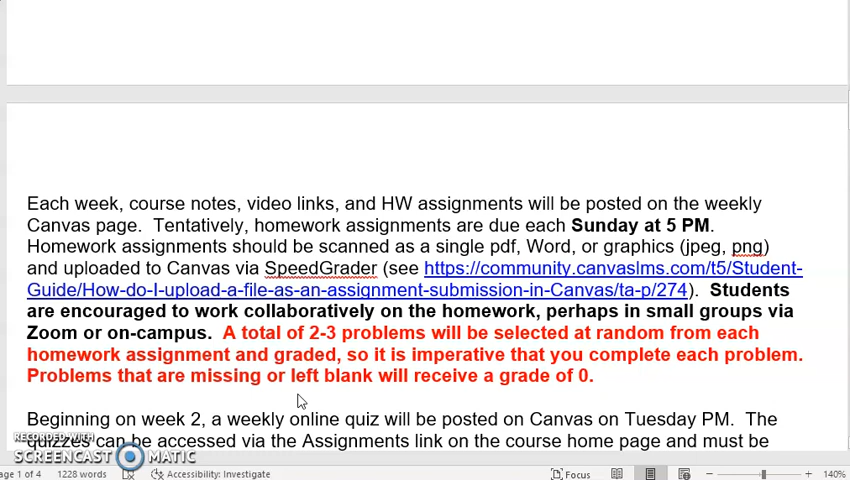 Each week, course notes, video links, and HW assignments will be posted on the weekly
Canvas page.  Tentatively, homework assignments are due each Sunday at 5 PM.
Homework assignments should be scanned as a single pdf, Word, or graphics (jpeg, png)
and uploaded to Canvas via SpeedGrader (see https://community.canvaslms.com/t5/Student-
Guide/How-do-I-upload-a-file-as-an-assignment-submission-in-Canvas/ta-p/274).  Students
are encouraged to work collaboratively on the homework, perhaps in small groups via
Zoom or on-campus.  A total of 2-3 problems will be selected at random from each
homework assignment and graded, so it is imperative that you complete each problem.
Problems that are missing or left blank will receive a grade of 0.
Beginning on week 2, a weekly online quiz will be posted on Canvas on Tuesday PM.  The
quizzes can be accessed via the Assignments link on the course home page and must be
RECORDED WITH
SCREENCAST MATIC
age 1 of 4 1228 words Accessibility: Investigate Focus 140%